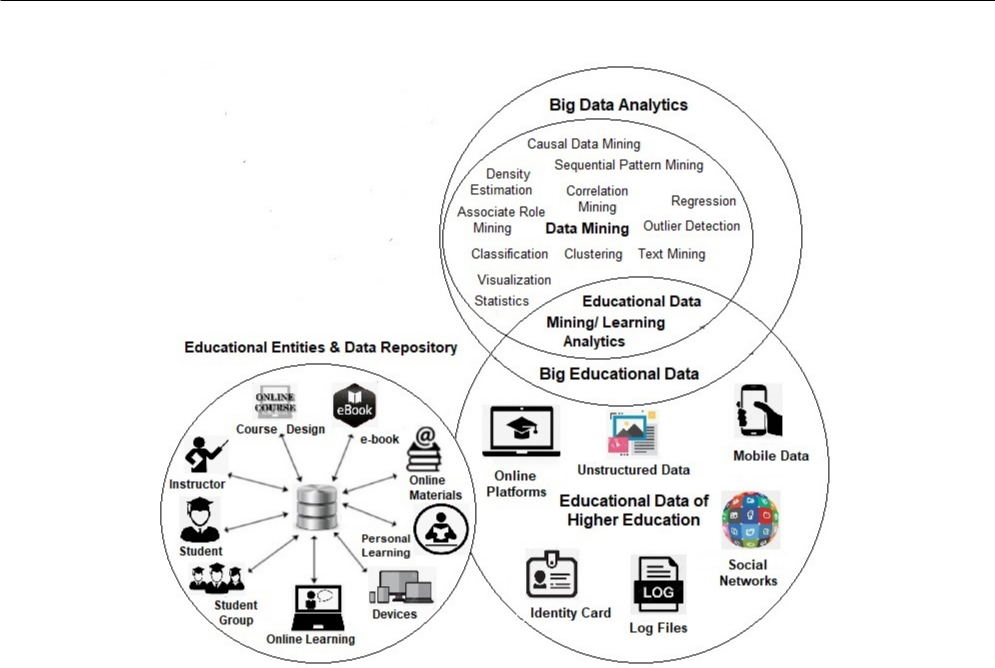 Big Data Analytics
Causal Data Mining
Sequential Pattern Mining
Density
Estimation
Correlation
Mining
Regression
Associate Role
Mining
Data Mining
Outlier Detection
Classification
Clustering
Text Mining
Visualization
Statistics
Educational Data
Mining/ Learning
Analytics
Big Educational Data
Educational Entities & Data Repository
ONLINE
COURSE
Course Design
eBook
e-book
@
Online
Materials
Instructor
Student
Personal
Learning
Student
Group
Online Learning
Devices
Online
Platforms
Unstructured Data
Mobile Data
Educational Data of
Higher Education
Social
Networks
Identity Card
LOG
Log Files